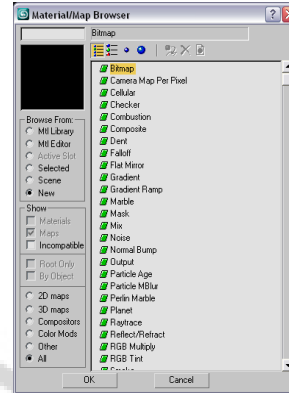 Material/Map Browser
Bitmap
Bitmap
Camera Map Per Pixel
Cellular
Checker
Combustion
Composite
Dent
Falloff
Flat Mirror
Gradient
Gradient Ramp
Marble
Mask
Mix
Noise
Normal Bump
Output
Particle Age
Particle MBlur
Perlin Marble
Planet
Raytrace
Reflect/Refract
RGB Multiply
RGB Tint
Browse From:
Mtl Library
Mtl Editor
Active Slot
Selected
Scene
New
Show
Materials
Maps
Incompatible
Root Only
By Object
2D maps
3D maps
Compositors
Color Mods
Other
All
OK Cancel